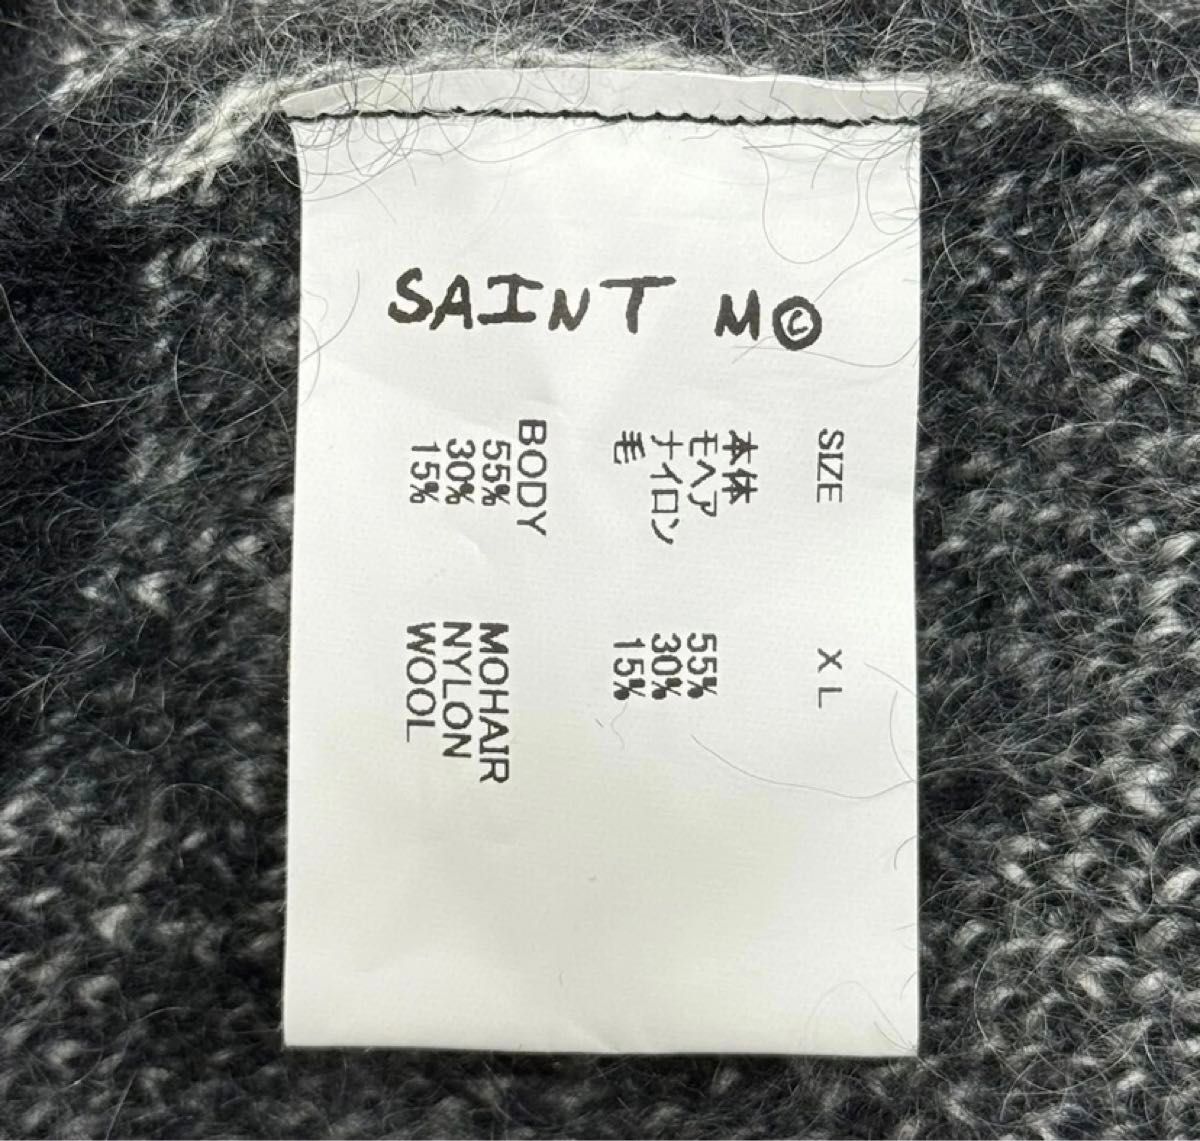 SAINT M©
SIZE XL
本体
モヘア 55%
ナイロン 30%
毛 15%
BODY
55% MOHAIR
30% NYLON
15% WOOL